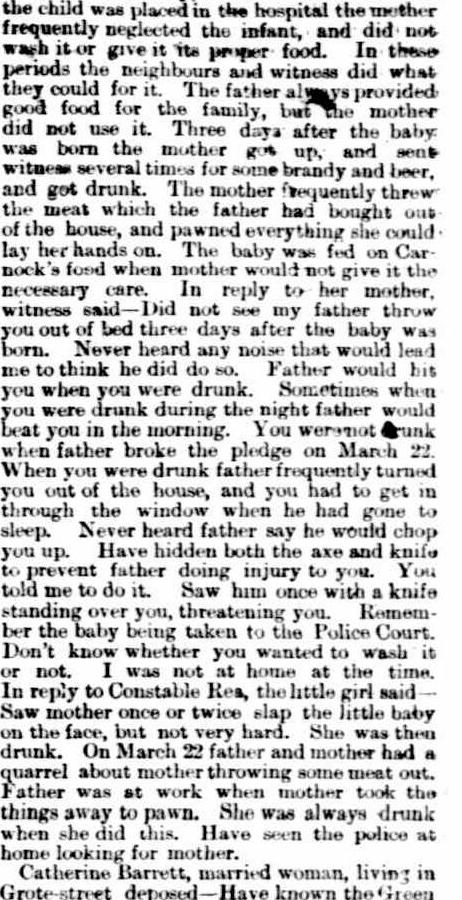 the child was placed in the hospital the mother
frequently neglected the infant, and did not
wash it or give it its proper food. In these
periods the neighbours and witness did what
they could for it. The father always provided
good food for the family, but the mother
did not use it. Three days after the baby
was born the mother got up, and sent
witness several times for some brandy and beer,
and got drunk. The mother frequently threw
the meat which the father had bought out
of the house, and pawned everything she could
lay her hands on. The baby was fed on Car-
nock's food when mother would not give it the
necessary care. In reply to her mother,
witness said—Did not see my father throw
you out of bed three days after the baby was
born. Never heard any noise that would lead
me to think he did do so. Father would hit
you when you were drunk. Sometimes when
you were drunk during the night father would
beat you in the morning. You were not drunk
when father broke the pledge on March 22.
When you were drunk father frequently turned
you out of the house, and you had to get in
through the window when he had gone to
sleep. Never heard father say he would chop
you up. Have hidden both the axe and knife
to prevent father doing injury to you. You
told me to do it. Saw him once with a knife
standing over you, threatening you. Remem-
ber the baby being taken to the Police Court.
Don't know whether you wanted to wash it
or not. I was not at home at the time.
In reply to Constable Rea, the little girl said—
Saw mother once or twice slap the little baby
on the face, but not very hard. She was then
drunk. On March 22 father and mother had a
quarrel about mother throwing some meat out.
Father was at work when mother took the
things away to pawn. She was always drunk
when she did this. Have seen the police at
home looking for mother.
Catherine Barrett, married woman, living in
Grote-street deposed—Have known the Green